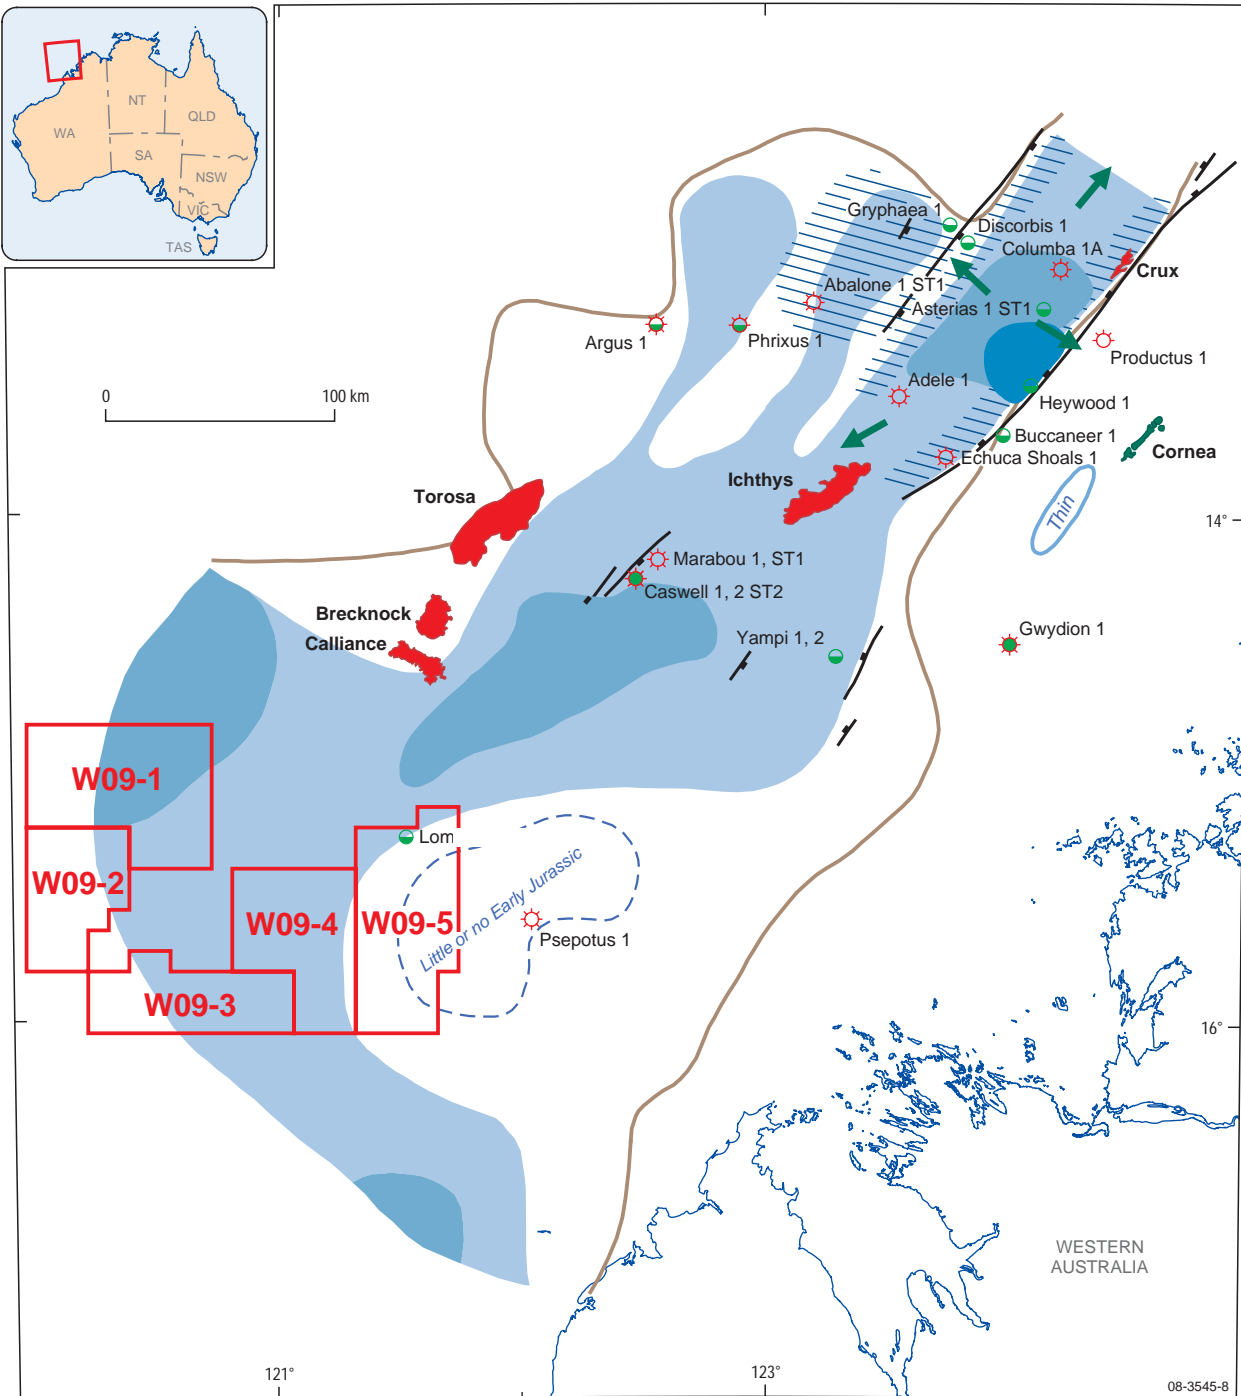 NT
WA
QLD
SA
NSW
VIC
TAS
Gryphaea 1
Discorbis 1
Columba 1A
Crux
Abalone 1 ST1
Asterias 1 ST1
Argus 1
Phrixus 1
Productus 1
0
100 km
Adele 1
Heywood 1
Buccaneer 1
Cornea
Echuca Shoals 1
Ichthys
Torosa
Thin
14°
Marabou 1, ST1
Caswell 1, 2 ST2
Brecknock
Calliance
Yampi 1, 2
Gwydion 1
W09-1
Lom
W09-2
W09-4
W09-5
Little or no Early Jurassic
Psepotus 1
W09-3
16°
WESTERN
AUSTRALIA
121°
123°
08-3545-8